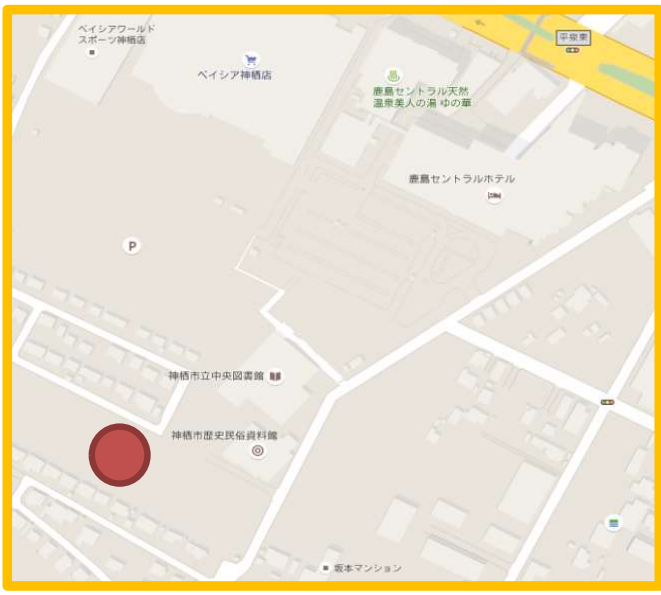 ベイシアワールド
スポーツ神栖店
平泉東
ベイシア神栖店
鹿島セントラル天然
温泉美人の湯 ゆの華
鹿島セントラルホテル
P
神栖市立中央図書館
神栖市歴史民俗資料館
坂本マンション